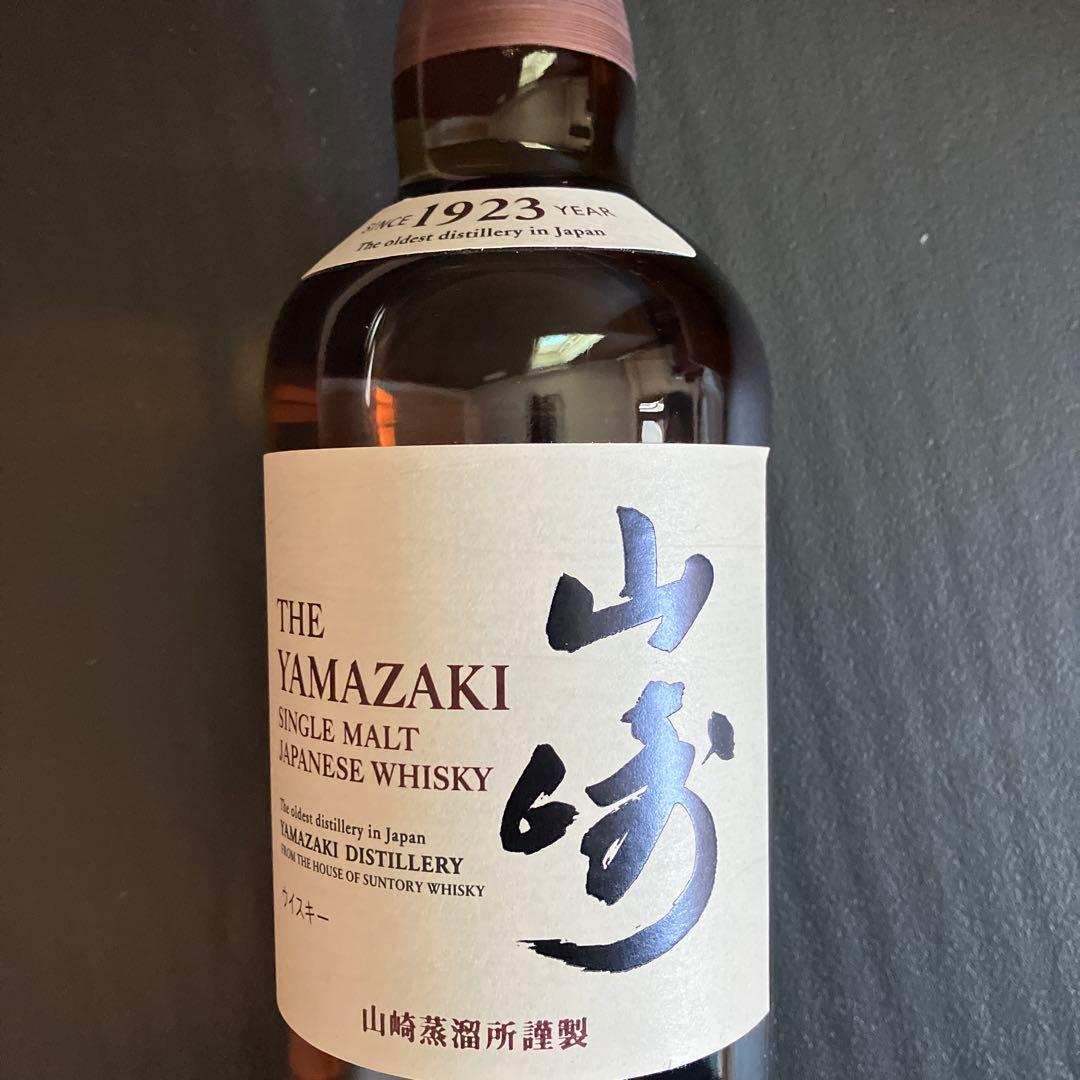 SINCE 1923 YEAR
The oldest distillery in Japan
山崎
THE
YAMAZAKI
SINGLE MALT
JAPANESE WHISKY
The oldest distillery in Japan
YAMAZAKI DISTILLERY
FROM THE HOUSE OF SUNTORY WHISKY
ウイスキー
山崎蒸溜所謹製